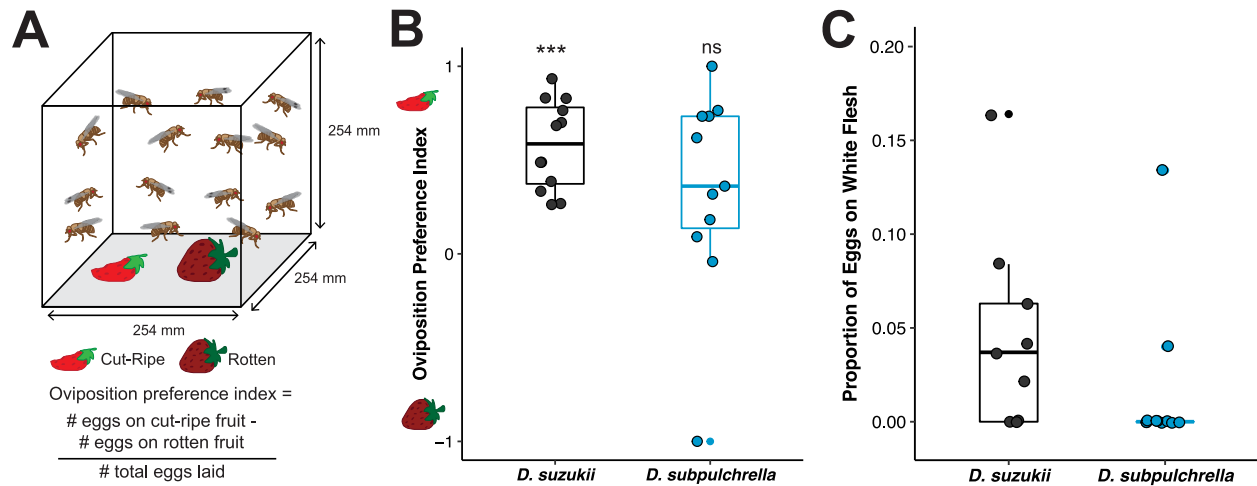 A
254 mm
254 mm
254 mm
Cut-Ripe
Rotten
Oviposition preference index =
# eggs on cut-ripe fruit -
# eggs on rotten fruit
# total eggs laid
B
Oviposition Preference Index
1
0
−1
***
ns
D. suzukii
D. subpulchrella
C
Proportion of Eggs on White Flesh
0.20
0.15
0.10
0.05
0.00
D. suzukii
D. subpulchrella